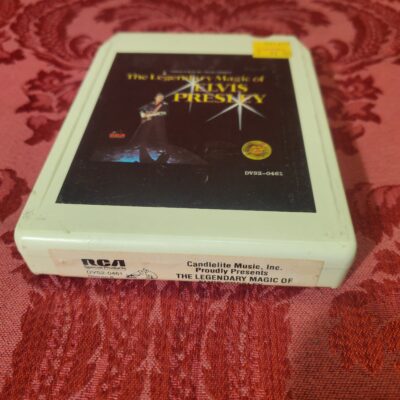 The Legendary Magic of
ELVIS
PRESLEY
DVS2-0461
RCA
DVS2-0461
Candlelite Music, Inc.
Proudly Presents
THE LEGENDARY MAGIC OF